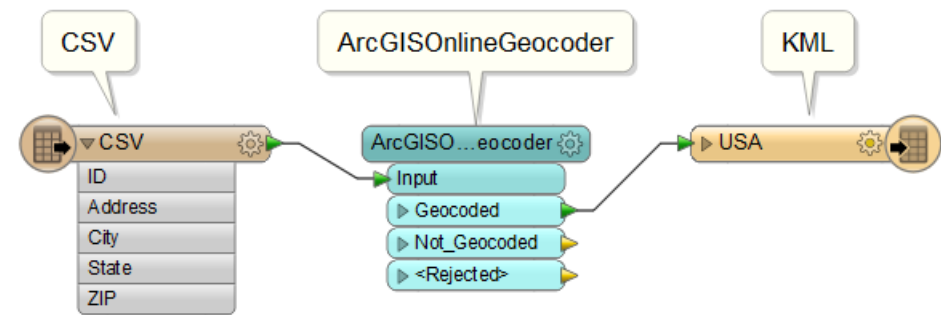 CSV
ArcGISOnlineGeocoder
KML
CSV
ID
Address
City
State
ZIP
ArcGISO...eocoder
Input
Geocoded
Not_Geocoded
<Rejected>
USA